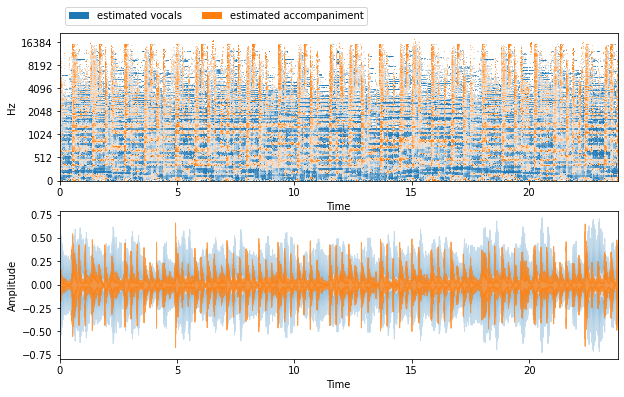 estimated vocals estimated accompaniment
16384
8192
4096
2048
1024
512
0
Hz
0 5 10 15 20
Time
0.75
0.50
0.25
0.00
−0.25
−0.50
−0.75
Amplitude
0 5 10 15 20
Time